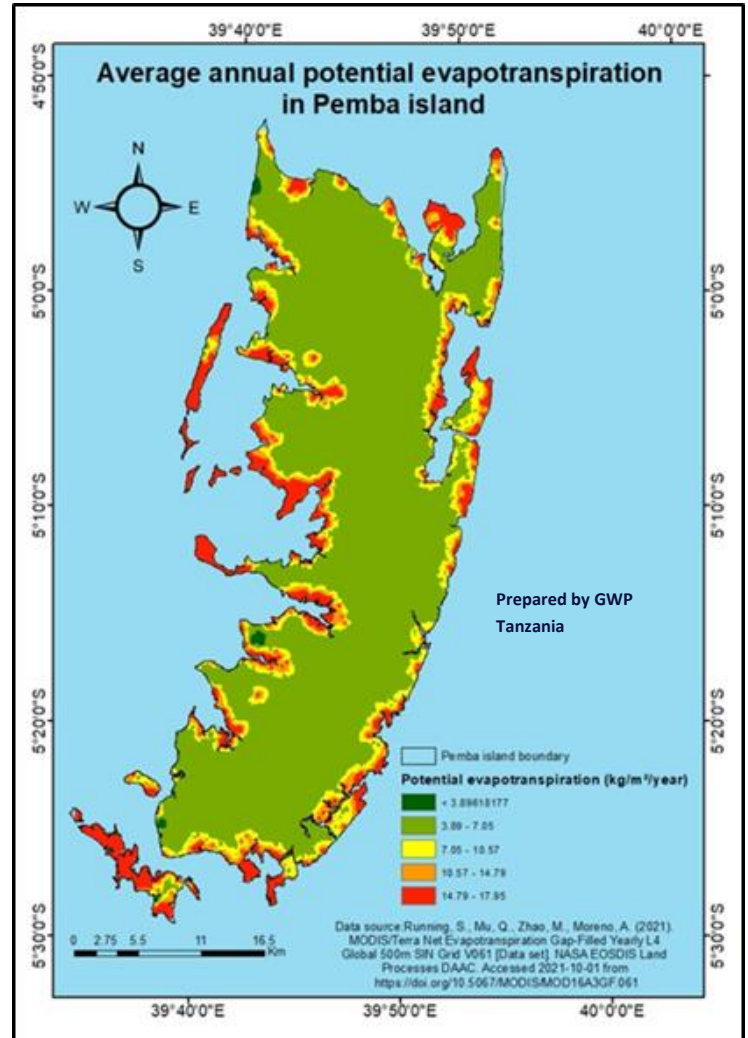 39°40'0"E 39°50'0"E 40°0'0"E
Average annual potential evapotranspiration
in Pemba island
N
W E
S
4°50'0"S 4°50'0"S
5°0'0"S 5°0'0"S
5°10'0"S 5°10'0"S
Prepared by GWP
Tanzania
5°20'0"S 5°20'0"S
Pemba island boundary
Potential evapotranspiration (kg/m²/year)
< 3.89618177
3.89 - 7.05
7.05 - 10.57
10.57 - 14.79
14.79 - 17.95
5°30'0"S 5°30'0"S
0 2.75 5.5 11 16.5
Km
Data source:Running, S., Mu, Q., Zhao, M., Moreno, A. (2021).
MODIS/Terra Net Evapotranspiration Gap-Filled Yearly L4
Global 500m SIN Grid V061 [Data set]. NASA EOSDIS Land
Processes DAAC. Accessed 2021-10-01 from
https://doi.org/10.5067/MODIS/MOD16A3GF.061
39°40'0"E 39°50'0"E 40°0'0"E